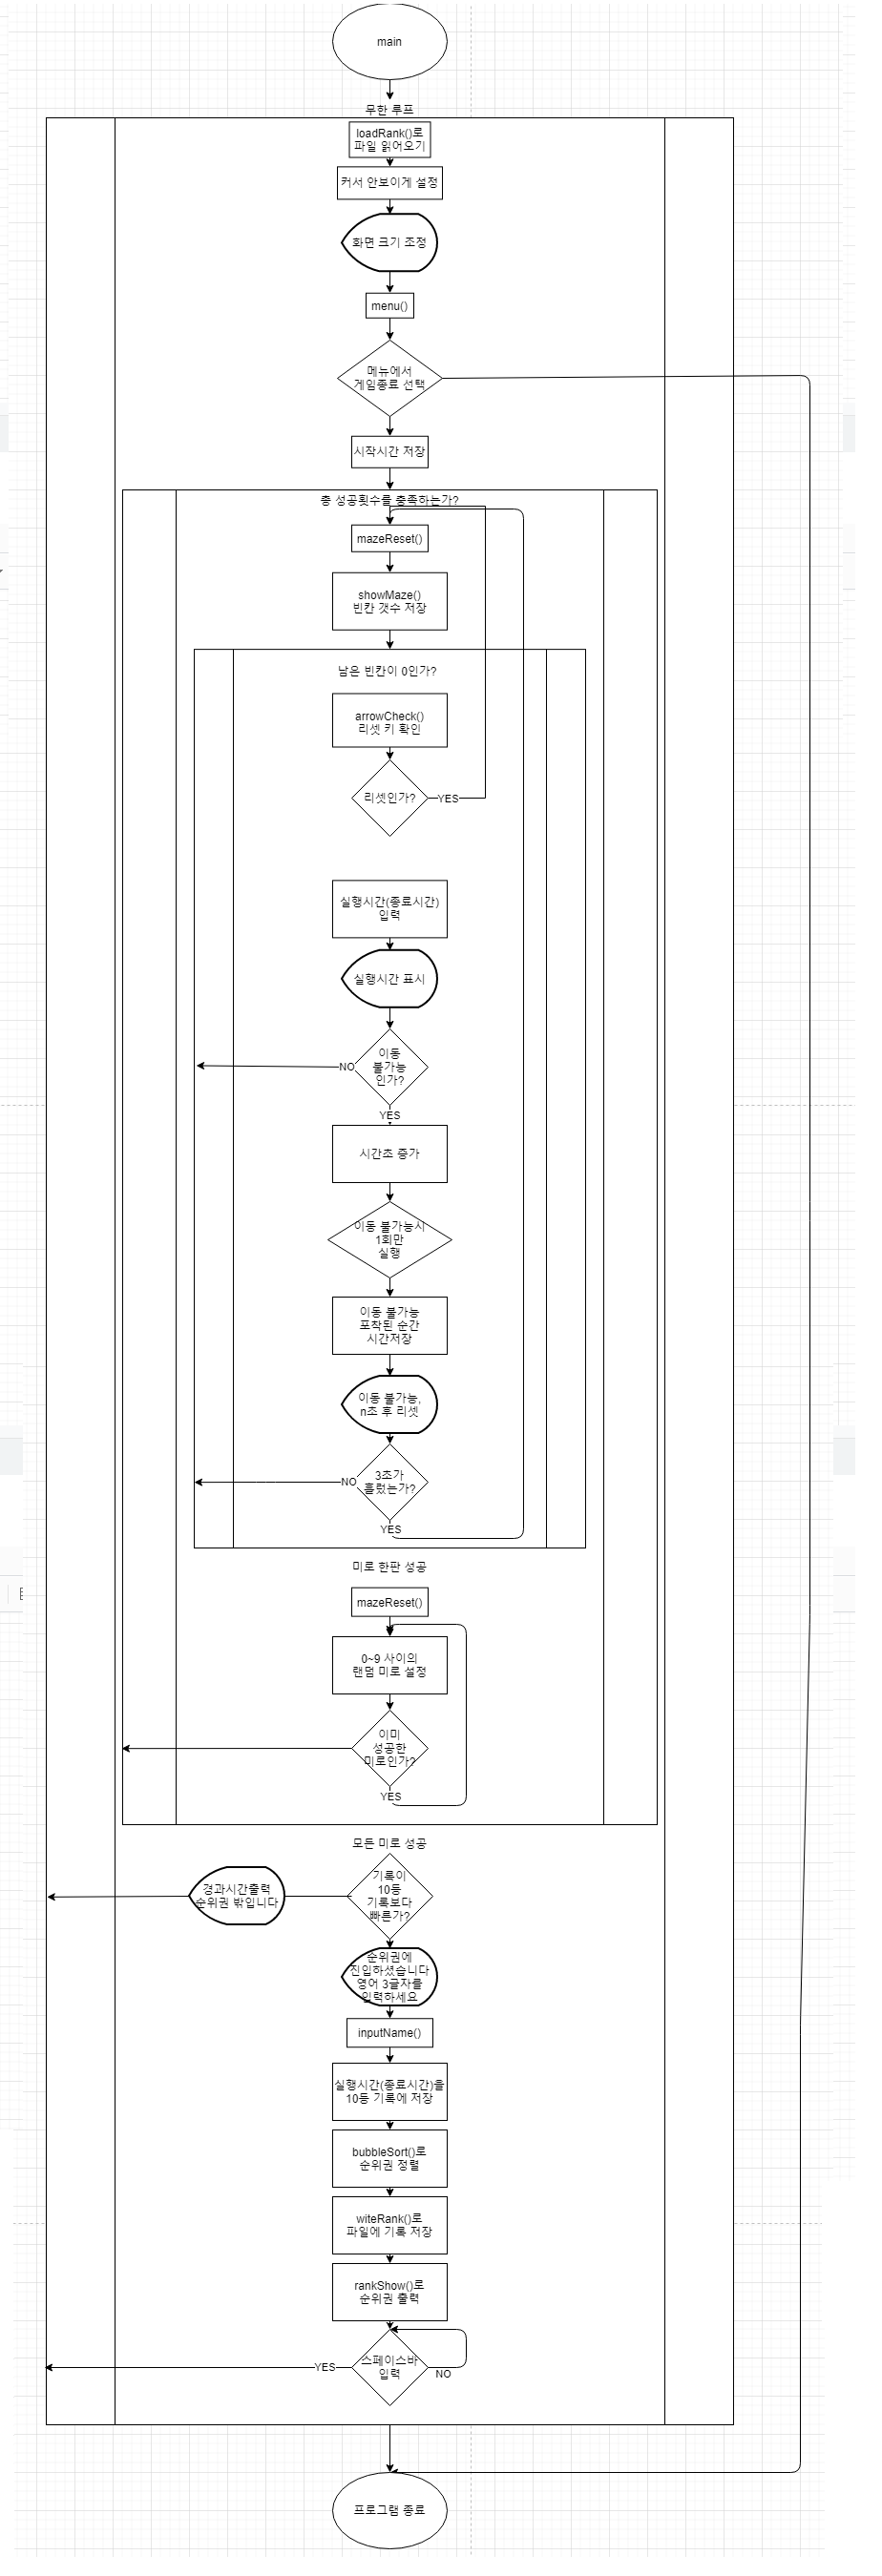 main
무한 루프
loadRank()로
파일 읽어오기
커서 안보이게 설정
화면 크기 조정
menu()
메뉴에서
게임종료 선택
시작시간 저장
총 성공횟수를 충족하는가?
mazeReset()
showMaze()
빈칸 갯수 저장
남은 빈칸이 0인가?
arrowCheck()
리셋 키 확인
리셋인가?
YES
실행시간(종료시간)
입력
실행시간 표시
이동
불가능
인가?
NO
YES
시간초 증가
이동 불가능시
1회만
실행
이동 불가능
포착된 순간
시간저장
이동 불가능,
n초 후 리셋
3초가
흘렀는가?
NO
YES
미로 한판 성공
mazeReset()
0~9 사이의
랜덤 미로 설정
이미
성공한
미로인가?
YES
모든 미로 성공
기록이
10등
기록보다
빠른가?
경과시간출력
순위권 밖입니다
순위권에
진입하셨습니다
영어 3글자를
입력하세요
inputName()
실행시간(종료시간)을
10등 기록에 저장
bubbleSort()로
순위권 정렬
witeRank()로
파일에 기록 저장
rankShow()로
순위권 출력
스페이스바
입력
YES
NO
프로그램 종료